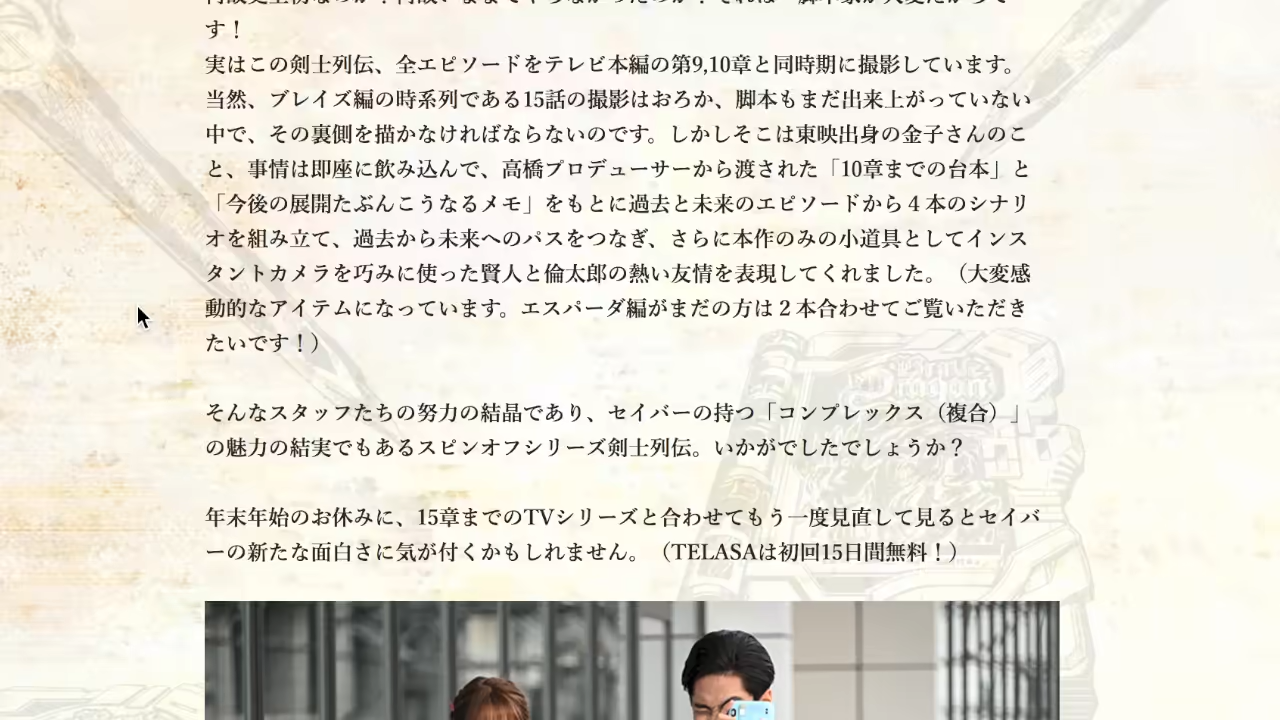 す！
実はこの剣士列伝、全エピソードをテレビ本編の第9,10章と同時期に撮影しています。
当然、ブレイズ編の時系列である15話の撮影はおろか、脚本もまだ出来上がっていない
中で、その裏側を描かなければならないのです。しかしそこは東映出身の金子さんのこ
と、事情は即座に飲み込んで、高橋プロデューサーから渡された「10章までの台本」と
「今後の展開たぶんこうなるメモ」をもとに過去と未来のエピソードから４本のシナリ
オを組み立て、過去から未来へのパスをつなぎ、さらに本作のみの小道具としてインス
タントカメラを巧みに使った賢人と倫太郎の熱い友情を表現してくれました。（大変感
動的なアイテムになっています。エスパーダ編がまだの方は２本合わせてご覧いただき
たいです！）
そんなスタッフたちの努力の結晶であり、セイバーの持つ「コンプレックス（複合）」
の魅力の結実でもあるスピンオフシリーズ剣士列伝。いかがでしたでしょうか？
年末年始のお休みに、15章までのTVシリーズと合わせてもう一度見直して見るとセイバ
ーの新たな面白さに気が付くかもしれません。（TELASAは初回15日間無料！）